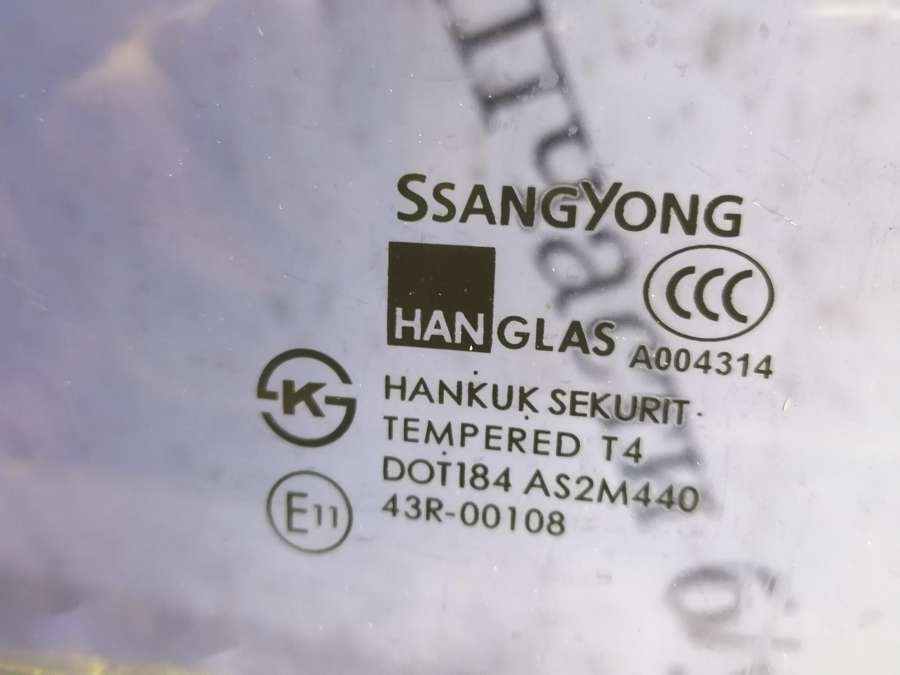 SSANGYONG
HANGLAS
CCC
A004314
K
HANKUK SEKURIT
TEMPERED T4
DOT184 AS2M440
E11
43R-00108